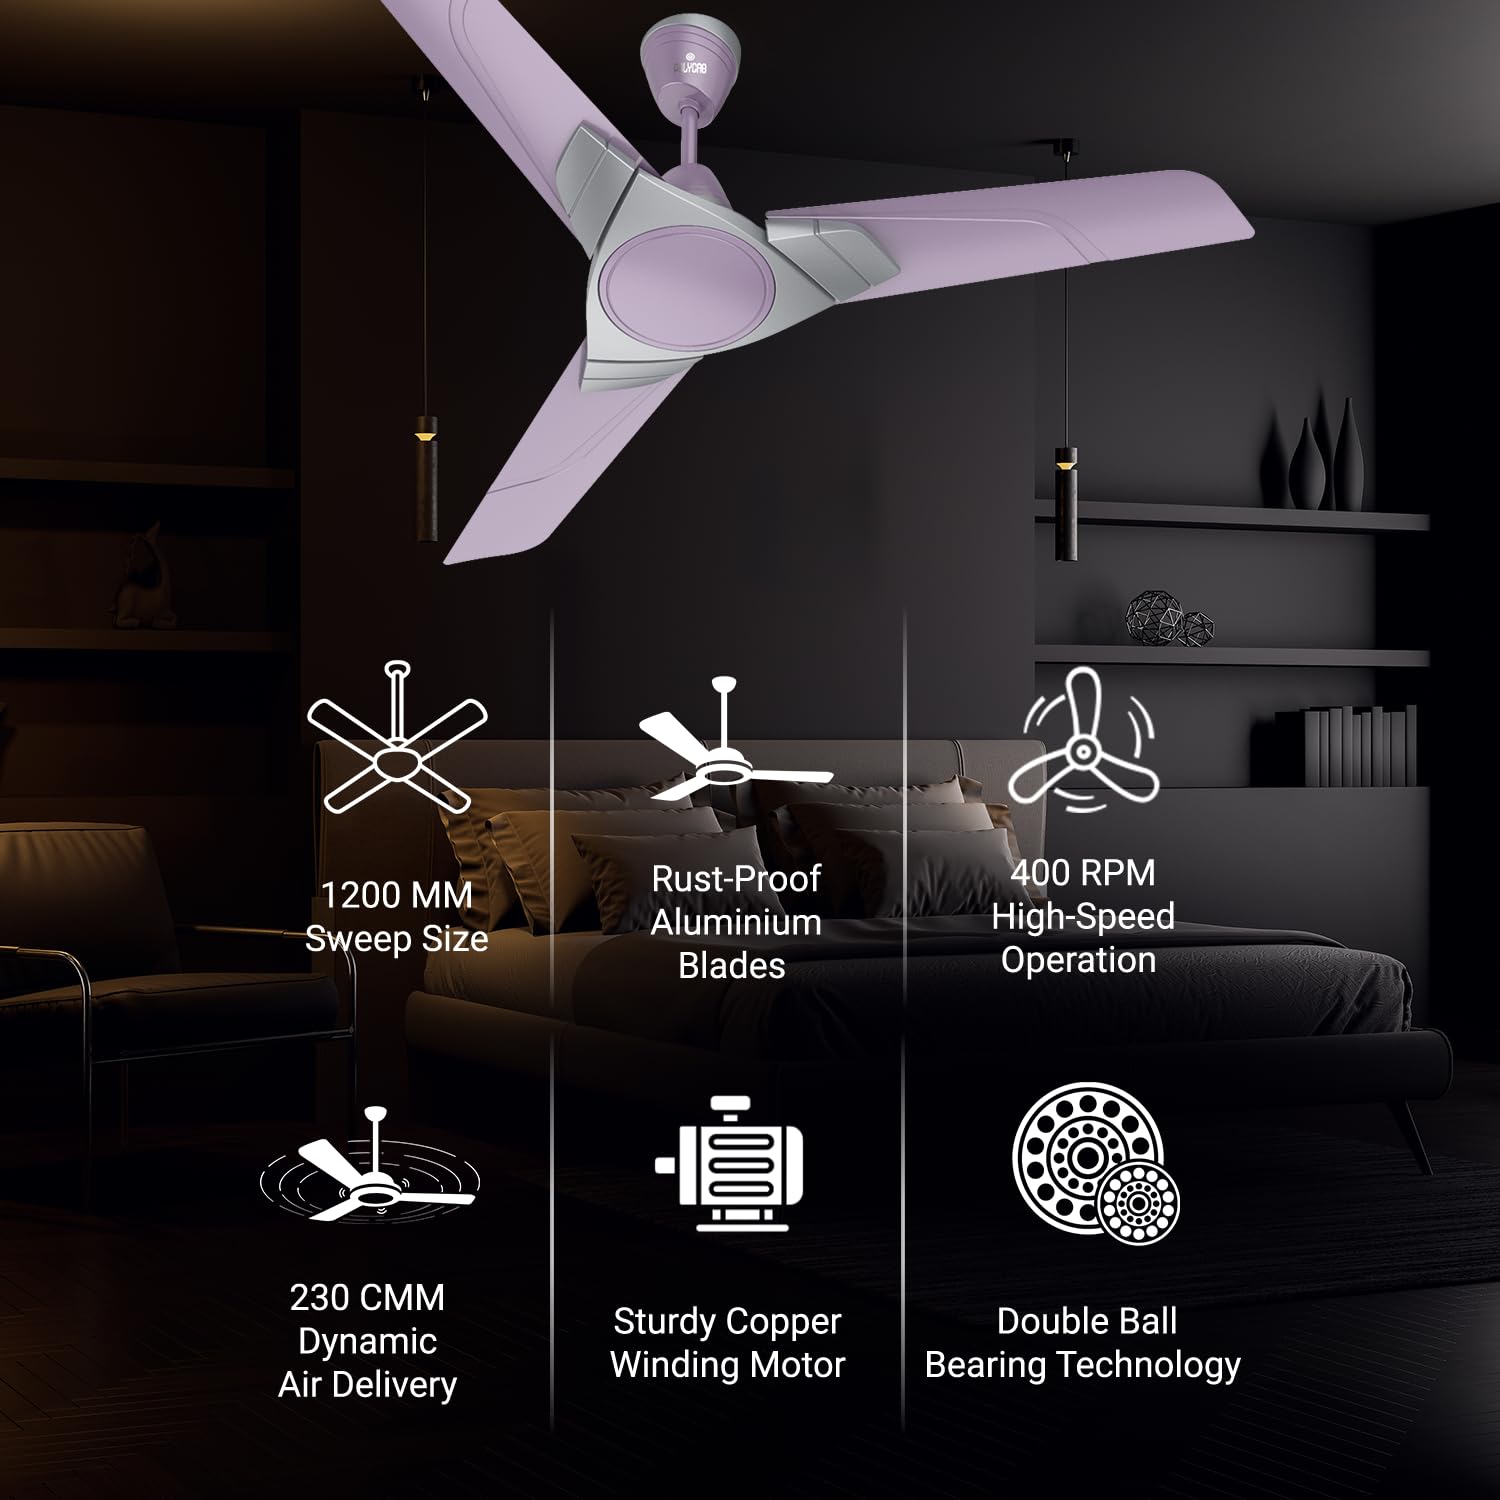 POLYCAB
1200 MM
Sweep Size
Rust-Proof
Aluminium
Blades
400 RPM
High-Speed
Operation
230 CMM
Dynamic
Air Delivery
Sturdy Copper
Winding Motor
Double Ball
Bearing Technology